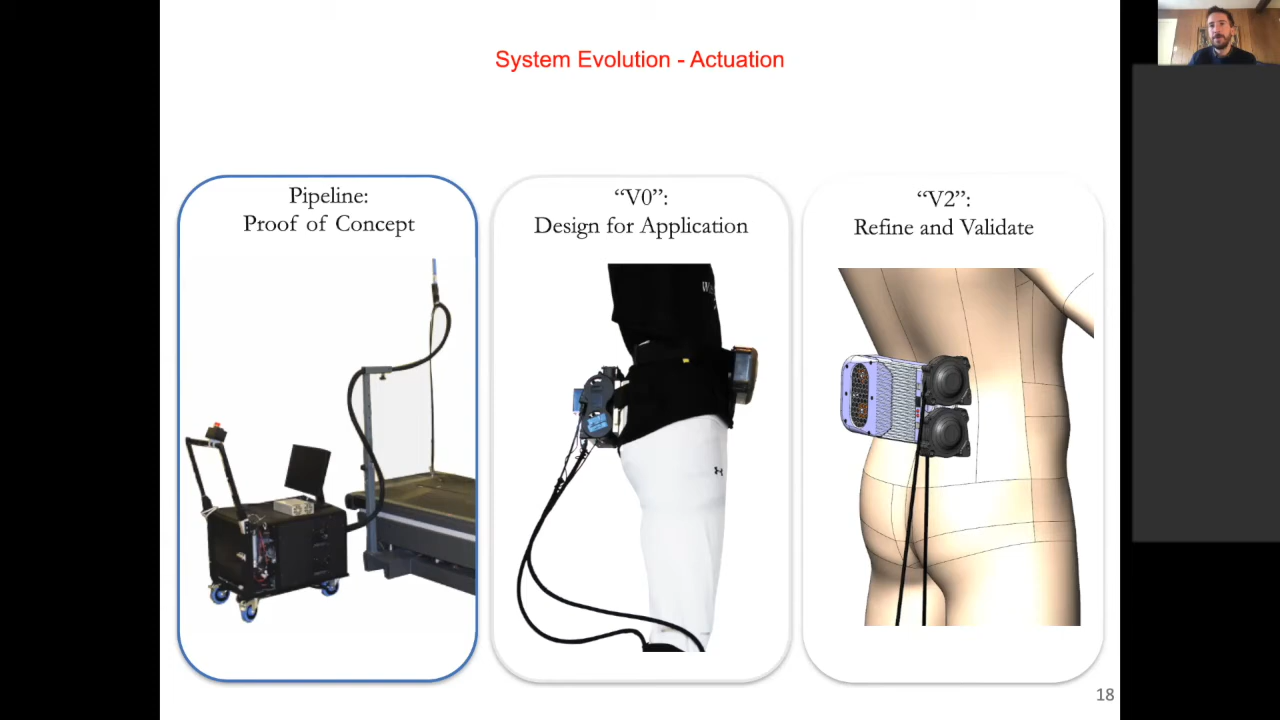 System Evolution - Actuation
Pipeline:
Proof of Concept
“V0”:
Design for Application
“V2”:
Refine and Validate
18